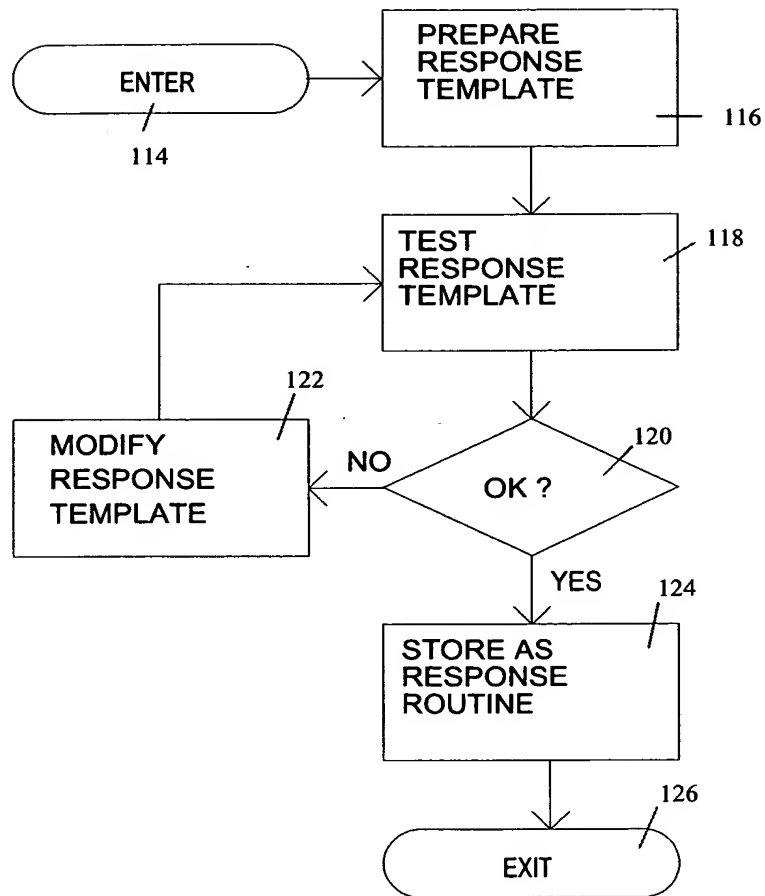 ENTER
114
PREPARE
RESPONSE
TEMPLATE
116
TEST
RESPONSE
TEMPLATE
118
122
MODIFY
RESPONSE
TEMPLATE
NO
OK ?
120
YES
STORE AS
RESPONSE
ROUTINE
124
126
EXIT